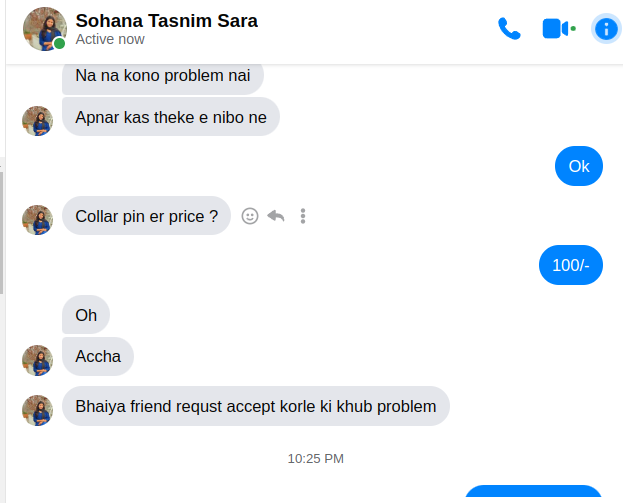 Sohana Tasnim Sara
Active now
Na na kono problem nai
Apnar kas theke e nibo ne
Ok
Collar pin er price ?
100/-
Oh
Accha
Bhaiya friend requst accept korle ki khub problem
10:25 PM